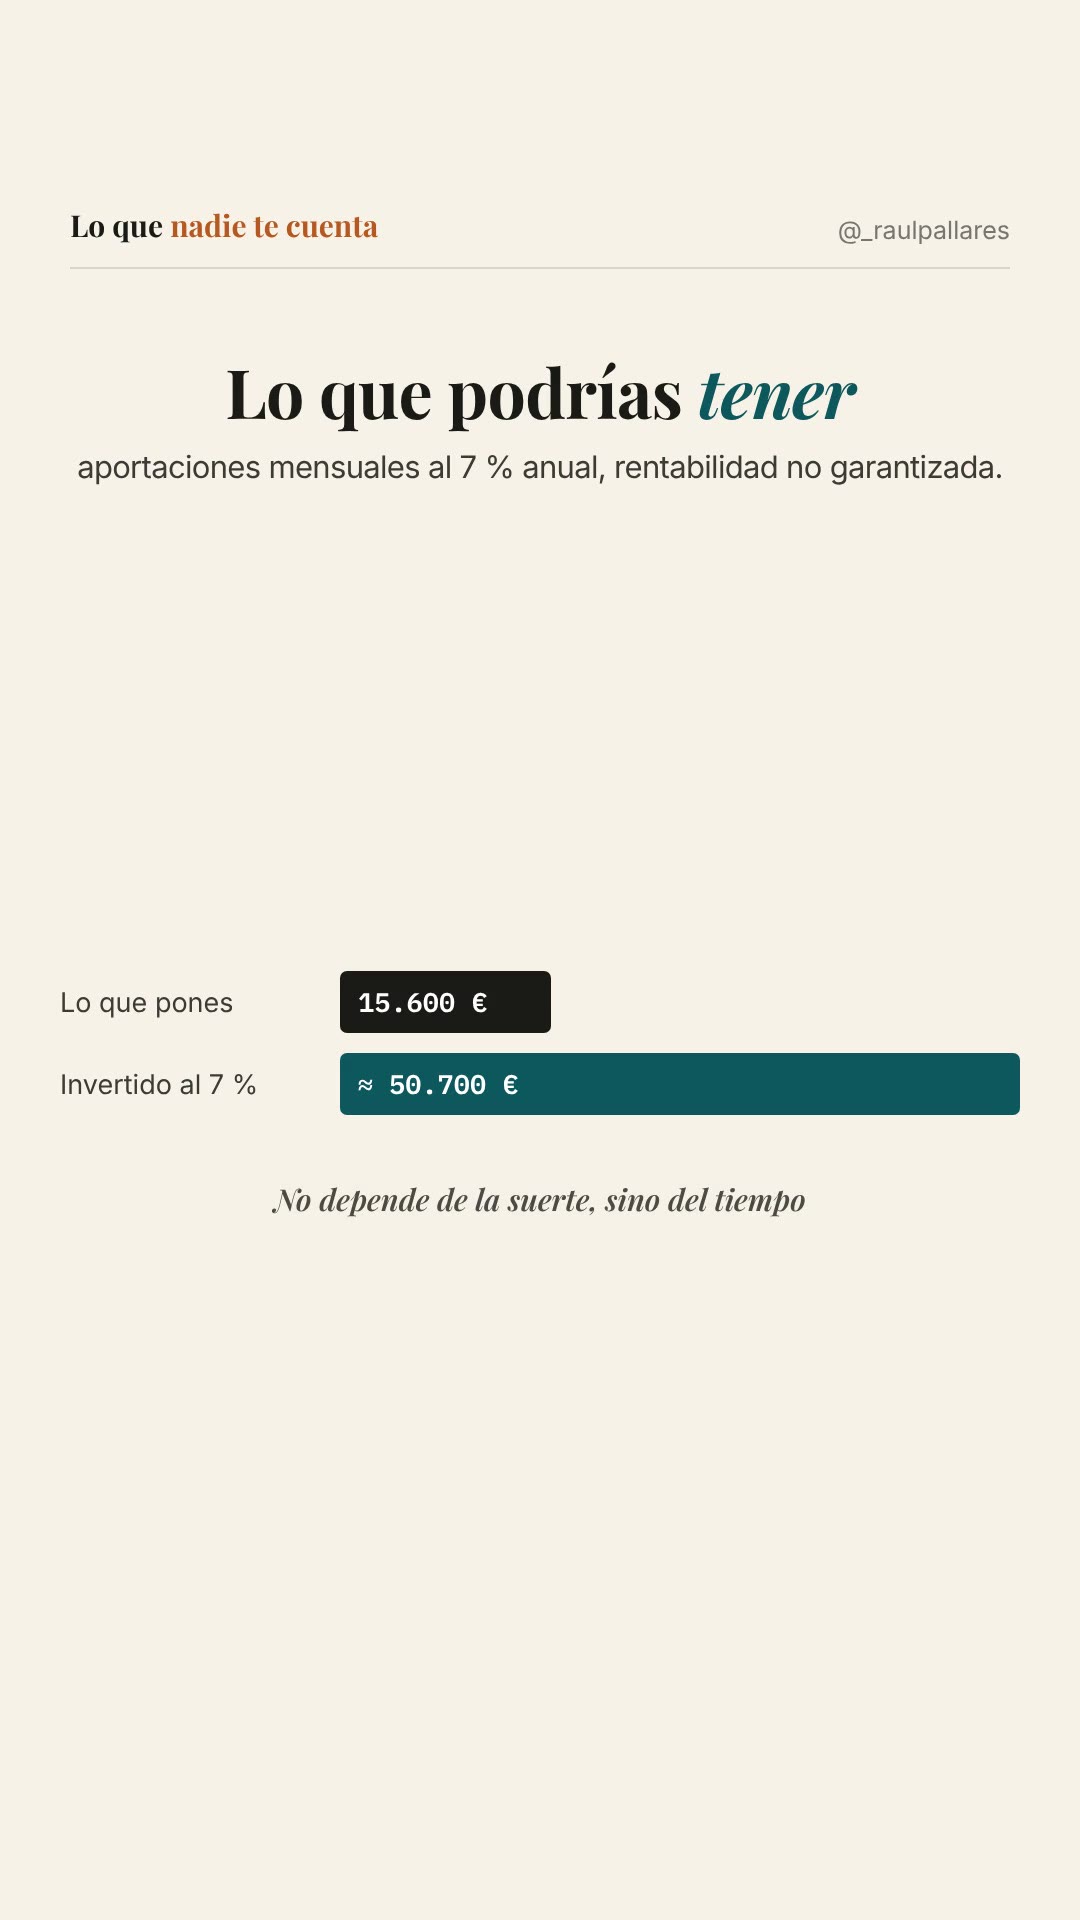 Lo que nadie te cuenta
@_raulpallares
Lo que podrías tener
aportaciones mensuales al 7 % anual, rentabilidad no garantizada.
Lo que pones
15.600 €
Invertido al 7 %
≈ 50.700 €
No depende de la suerte, sino del tiempo